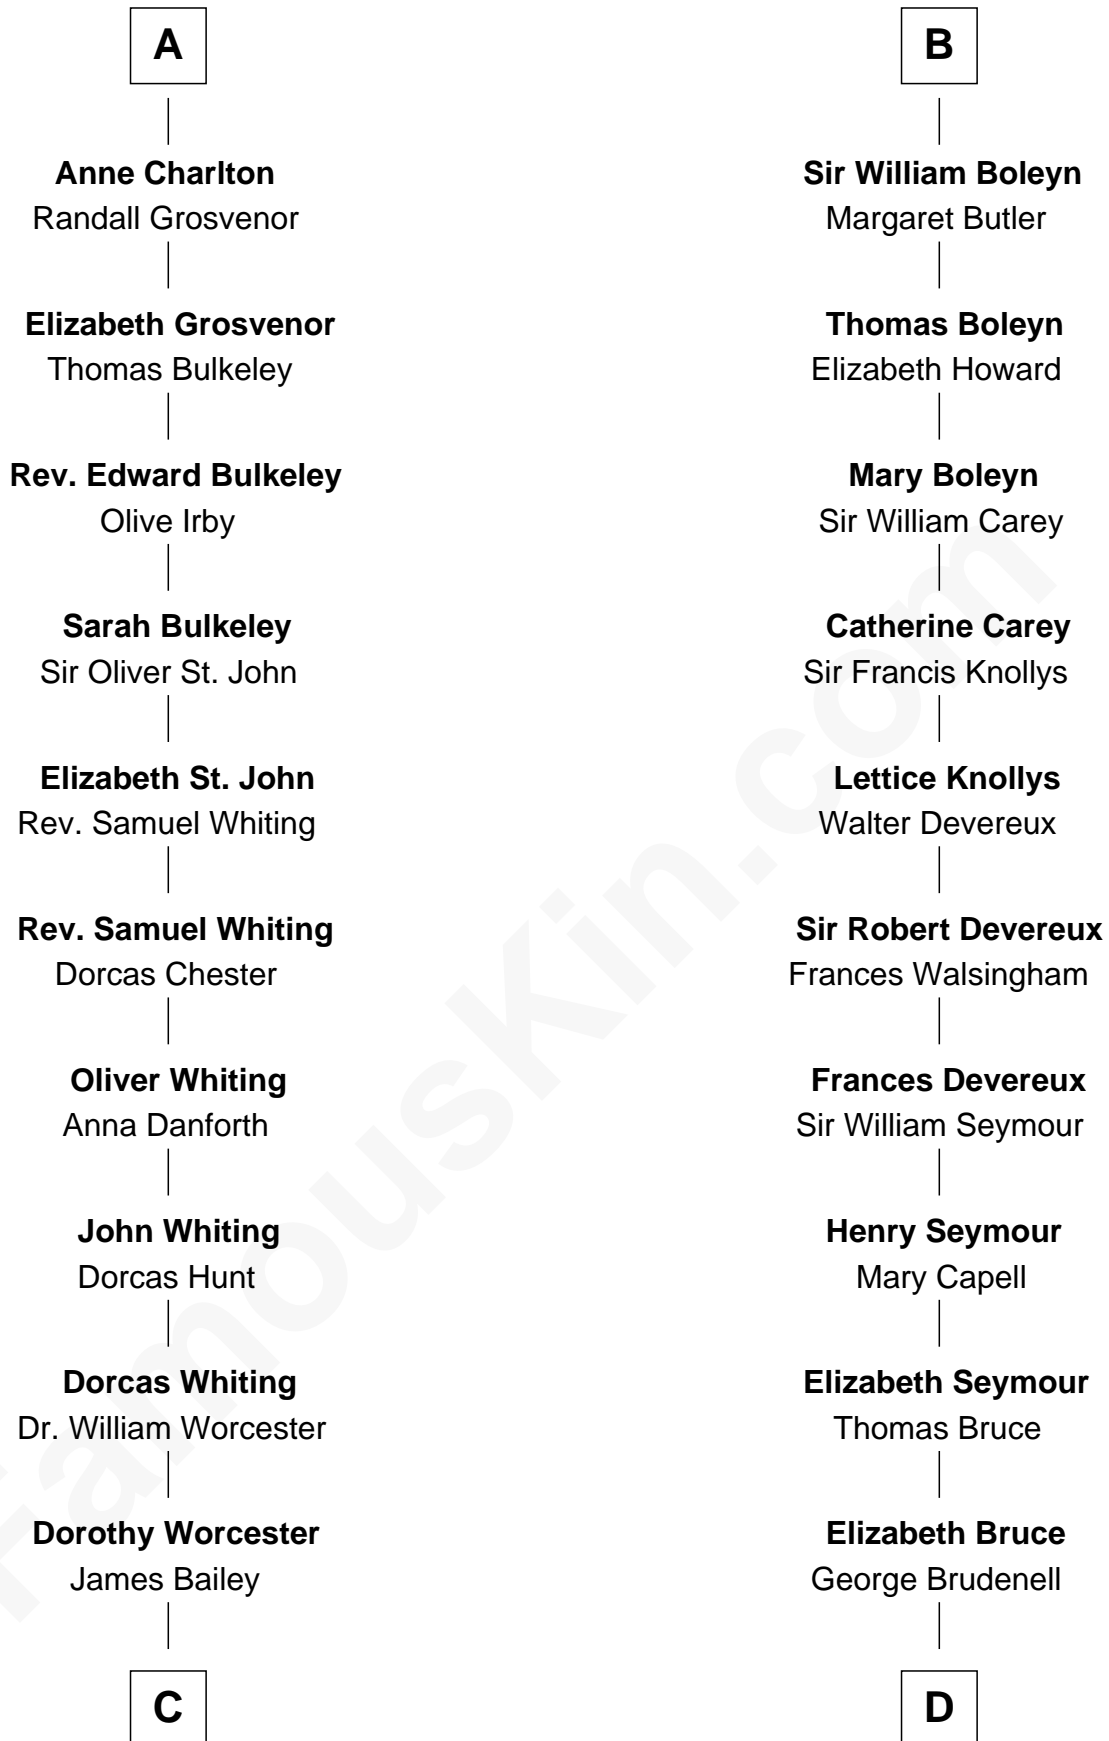 A
Anne Charlton
Randall Grosvenor
Elizabeth Grosvenor
Thomas Bulkeley
Rev. Edward Bulkeley
Olive Irby
Sarah Bulkeley
Sir Oliver St. John
Elizabeth St. John
Rev. Samuel Whiting
Rev. Samuel Whiting
Dorcas Chester
Oliver Whiting
Anna Danforth
John Whiting
Dorcas Hunt
Dorcas Whiting
Dr. William Worcester
Dorothy Worcester
James Bailey
C
B
Sir William Boleyn
Margaret Butler
Thomas Boleyn
Elizabeth Howard
Mary Boleyn
Sir William Carey
Catherine Carey
Sir Francis Knollys
Lettice Knollys
Walter Devereux
Sir Robert Devereux
Frances Walsingham
Frances Devereux
Sir William Seymour
Henry Seymour
Mary Capell
Elizabeth Seymour
Thomas Bruce
Elizabeth Bruce
George Brudenell
D
FamousKin.com